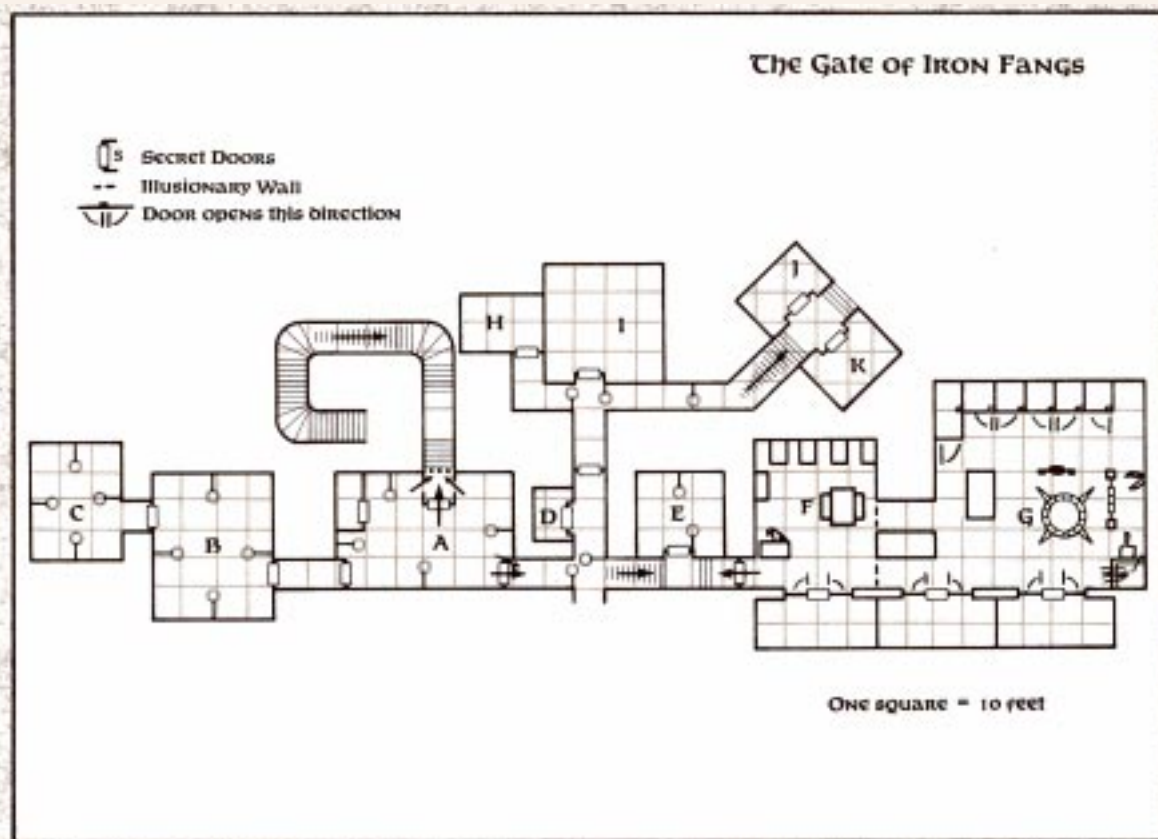 The Gate of Iron Fangs
S Secret Doors
Illusionary Wall
Door opens this direction
J
H
I
K
C
B
A
D
E
F
G
One square = 10 feet